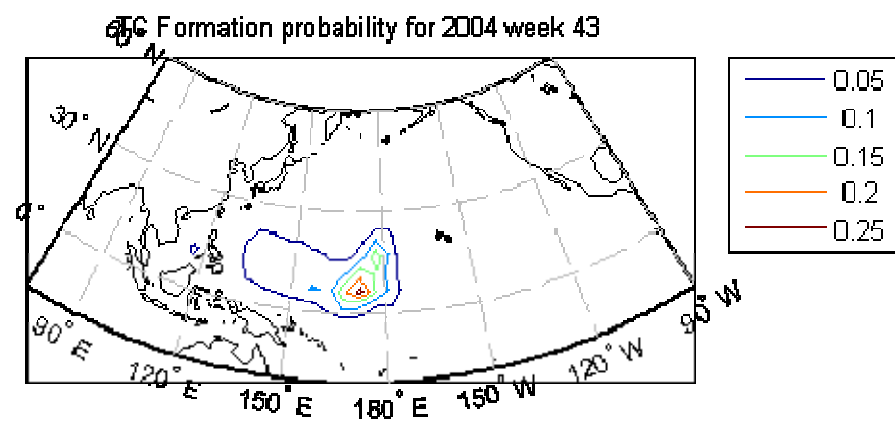 TC Formation probability for 2004 week 43
60° N
30° N
0°
90° E
120° E
150° E
180° E
150° W
120° W
90° W
0.05
0.1
0.15
0.2
0.25